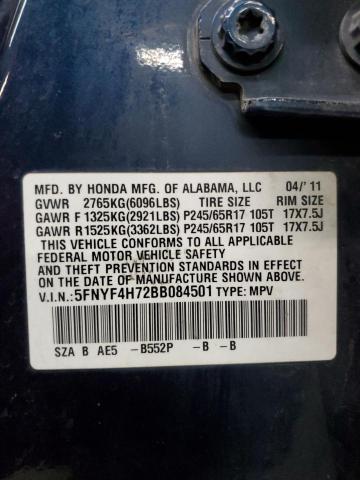 MFD. BY HONDA MFG. OF ALABAMA, LLC 04/'11
GVWR 2765KG(6096LBS) TIRE SIZE RIM SIZE
GAWR F 1325KG(2921LBS) P245/65R17 105T 17X7.5J
GAWR R 1525KG(3362LBS) P245/65R17 105T 17X7.5J
THIS VEHICLE CONFORMS TO ALL APPLICABLE
FEDERAL MOTOR VEHICLE SAFETY
AND THEFT PREVENTION STANDARDS IN EFFECT
ON THE DATE OF MANUFACTURE SHOWN ABOVE.
V.I.N.: 5FNYF4H72BB084501 TYPE: MPV
SZA B AE5 -B552P -B -B